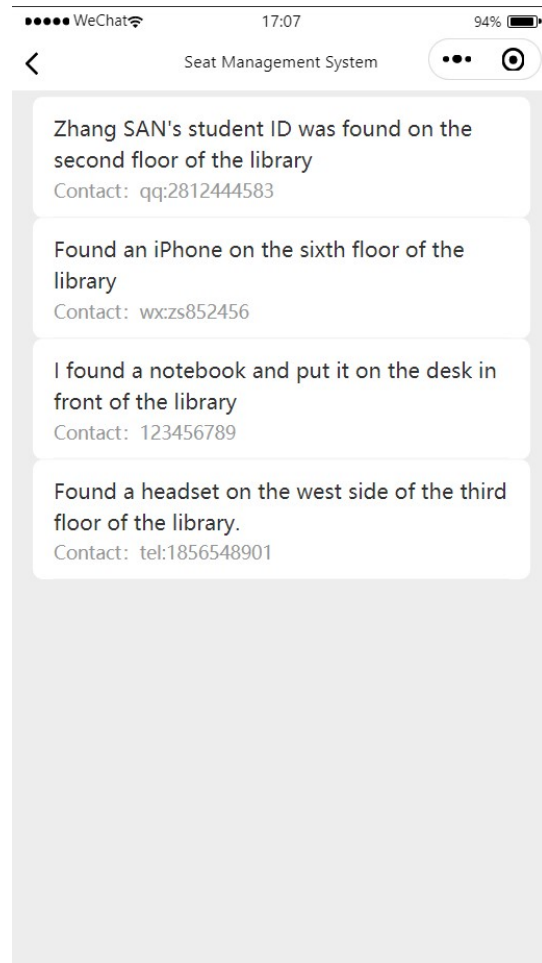 WeChat 17:07 94%
Seat Management System
Zhang SAN's student ID was found on the
second floor of the library
Contact: qq:2812444583
Found an iPhone on the sixth floor of the
library
Contact: wx:zs852456
I found a notebook and put it on the desk in
front of the library
Contact: 123456789
Found a headset on the west side of the third
floor of the library.
Contact: tel:1856548901